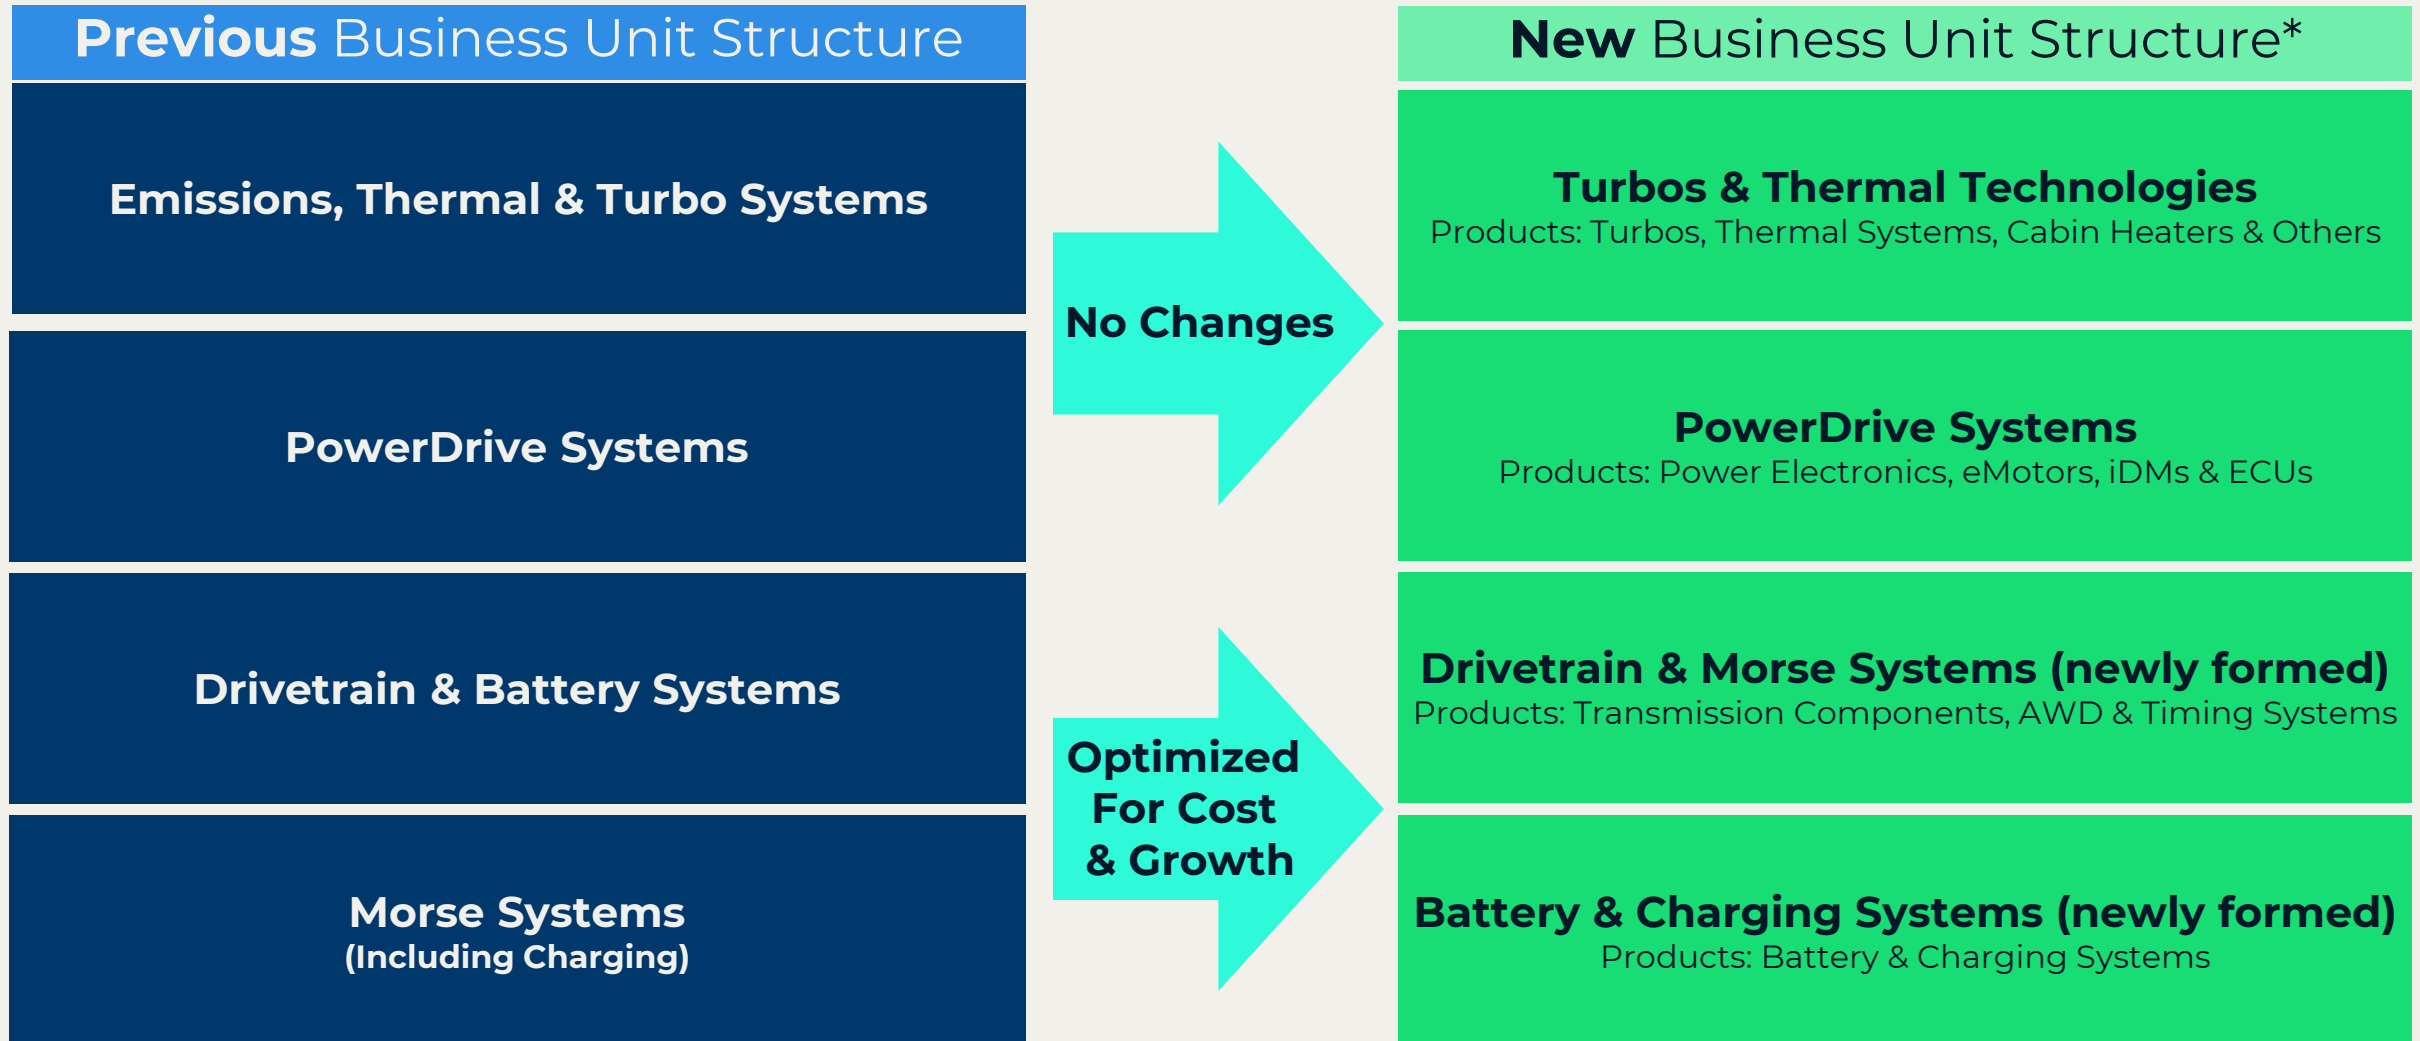 Previous Business Unit Structure
Emissions, Thermal & Turbo Systems
PowerDrive Systems
Drivetrain & Battery Systems
Morse Systems
(Including Charging)
No Changes
Optimized
For Cost
& Growth
New Business Unit Structure*
Turbos & Thermal Technologies
Products: Turbos, Thermal Systems, Cabin Heaters & Others
PowerDrive Systems
Products: Power Electronics, eMotors, iDMs & ECUs
Drivetrain & Morse Systems (newly formed)
Products: Transmission Components, AWD & Timing Systems
Battery & Charging Systems (newly formed)
Products: Battery & Charging Systems